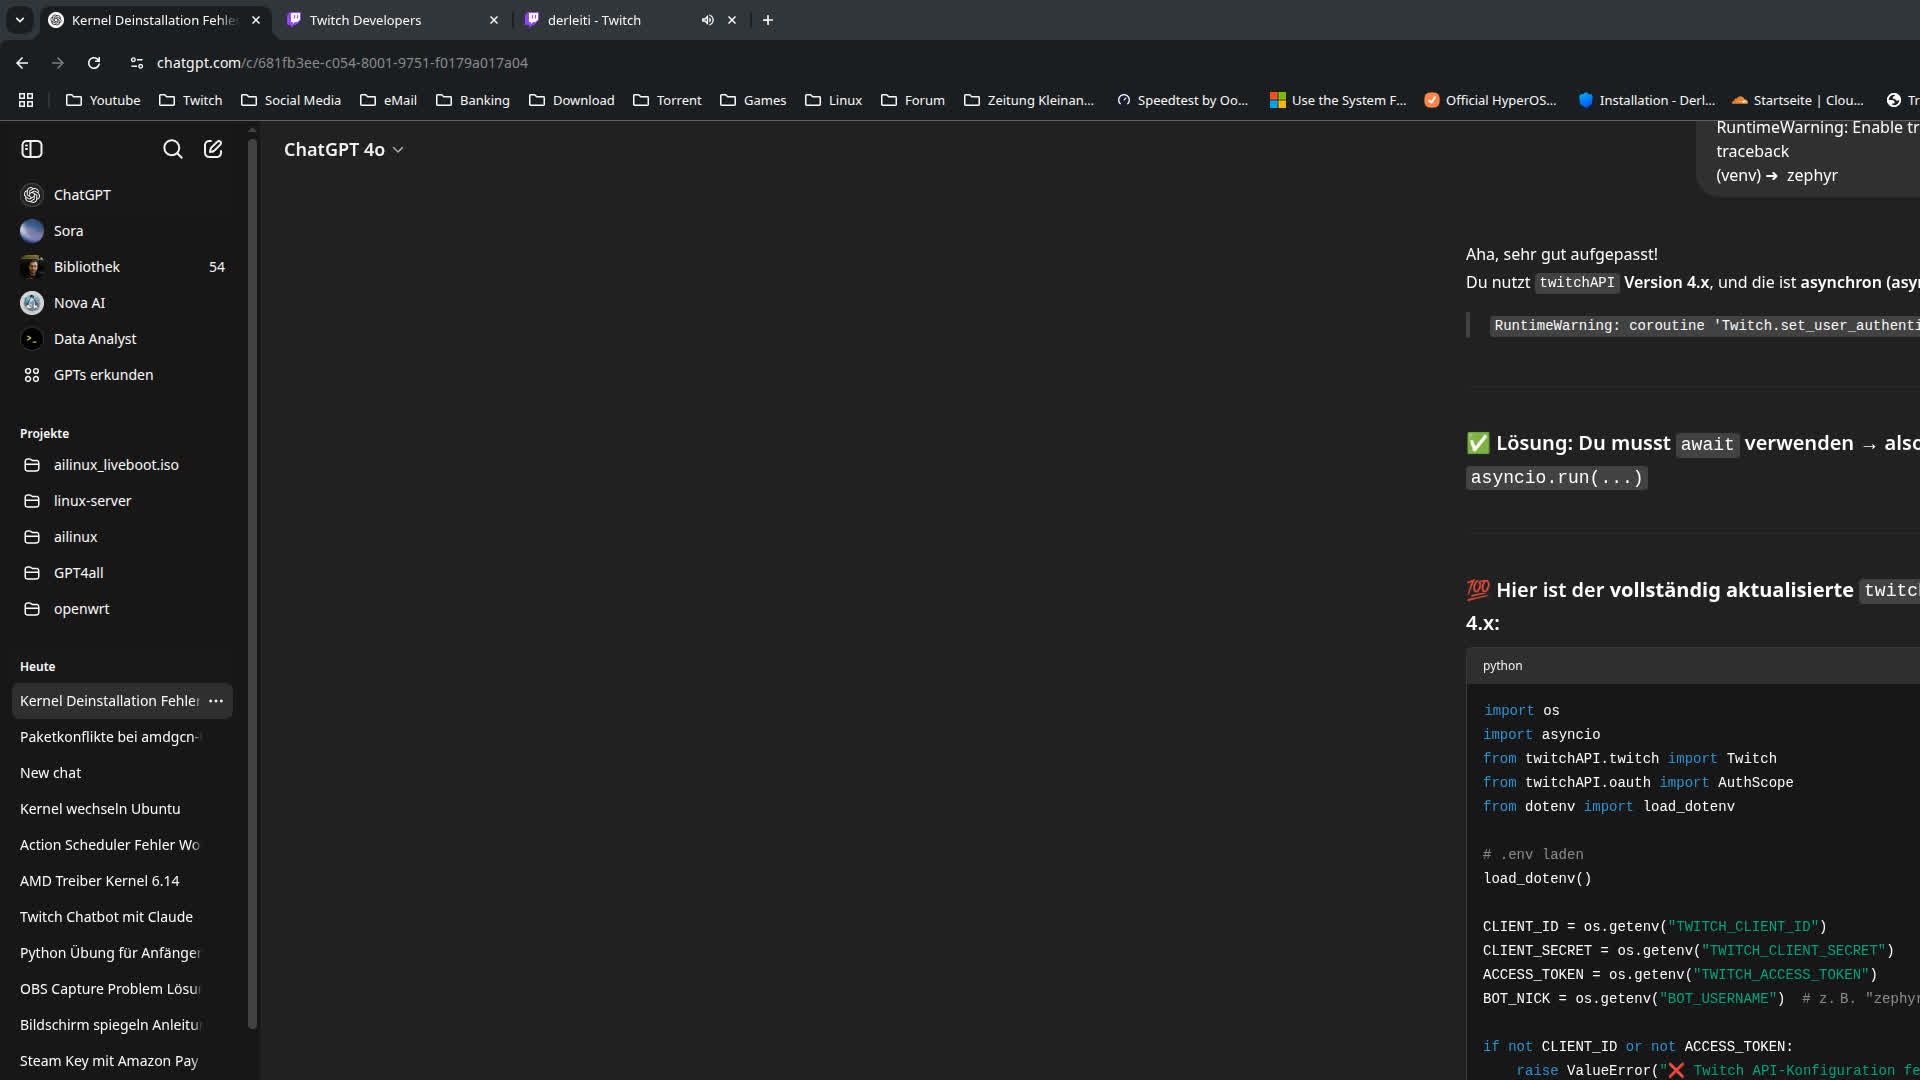 Kernel Deinstallation Fehle
Twitch Developers
derleiti - Twitch
chatgpt.com/c/681fb3ee-c054-8001-9751-f0179a017a04
Youtube
Twitch
Social Media
eMail
Banking
Download
Torrent
Games
Linux
Forum
Zeitung Kleinan...
Speedtest by Oo...
Use the System F...
Official HyperOS...
Installation - Derl...
Startseite | Clou...
Tr
ChatGPT 4o
ChatGPT
Sora
Bibliothek 54
Nova AI
Data Analyst
GPTs erkunden
Projekte
ailinux_liveboot.iso
linux-server
ailinux
GPT4all
openwrt
Heute
Kernel Deinstallation Fehler
Paketkonflikte bei amdgcn-
New chat
Kernel wechseln Ubuntu
Action Scheduler Fehler Wo
AMD Treiber Kernel 6.14
Twitch Chatbot mit Claude
Python Übung für Anfänger
OBS Capture Problem Lösu
Bildschirm spiegeln Anleitu
Steam Key mit Amazon Pay
RuntimeWarning: Enable tr
traceback
(venv) ➜ zephyr
Aha, sehr gut aufgepasst!
Du nutzt twitchAPI Version 4.x, und die ist asynchron (asy
RuntimeWarning: coroutine 'Twitch.set_user_authenti
✅ Lösung: Du musst await verwenden → also
asyncio.run(...)
💯 Hier ist der vollständig aktualisierte twitc
4.x:
python
import os
import asyncio
from twitchAPI.twitch import Twitch
from twitchAPI.oauth import AuthScope
from dotenv import load_dotenv
# .env laden
load_dotenv()
CLIENT_ID = os.getenv("TWITCH_CLIENT_ID")
CLIENT_SECRET = os.getenv("TWITCH_CLIENT_SECRET")
ACCESS_TOKEN = os.getenv("TWITCH_ACCESS_TOKEN")
BOT_NICK = os.getenv("BOT_USERNAME")  # z. B. "zephyr
if not CLIENT_ID or not ACCESS_TOKEN:
raise ValueError("❌ Twitch API-Konfiguration fe